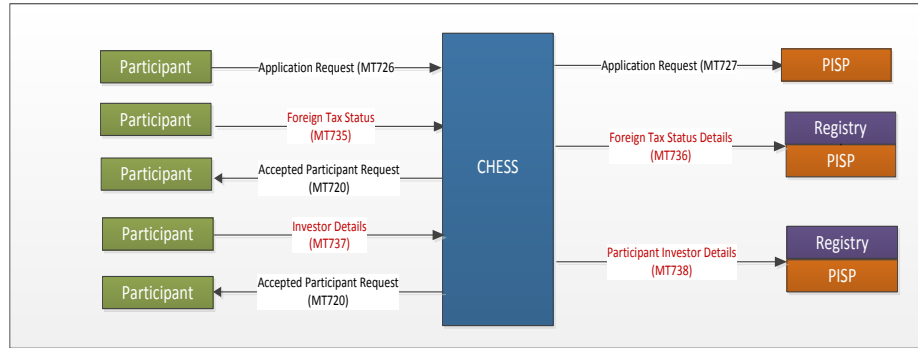 Participant
Application Request (MT726
Application Request (MT727
PISP
Participant
Foreign Tax Status
(MT735)
CHESS
Foreign Tax Status Details
(MT736)
Registry
PISP
Participant
Accepted Participant Request
(MT720)
Participant
Investor Details
(MT737)
Participant Investor Details
(MT738)
Registry
PISP
Participant
Accepted Participant Request
(MT720)